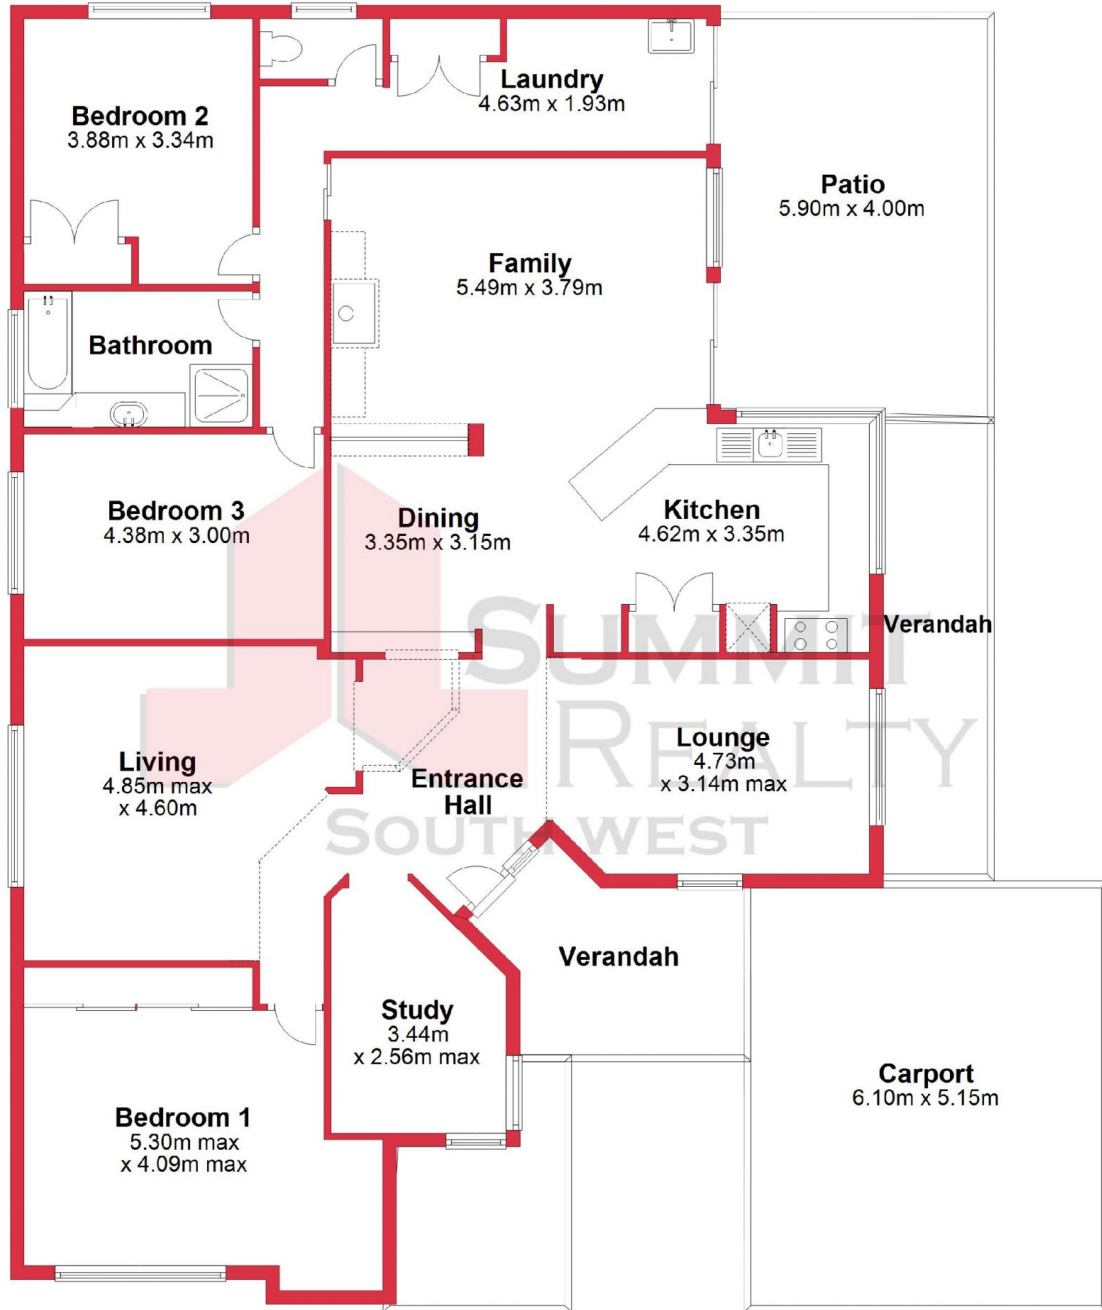 Bedroom 2
3.88m x 3.34m
Laundry
4.63m x 1.93m
Patio
5.90m x 4.00m
Family
5.49m x 3.79m
Bathroom
Bedroom 3
4.38m x 3.00m
Dining
3.35m x 3.15m
Kitchen
4.62m x 3.35m
Verandah
SUMMIT
REALTY
SOUTH WEST
Living
4.85m max
x 4.60m
Entrance
Hall
Lounge
4.73m
x 3.14m max
Verandah
Study
3.44m
x 2.56m max
Carport
6.10m x 5.15m
Bedroom 1
5.30m max
x 4.09m max